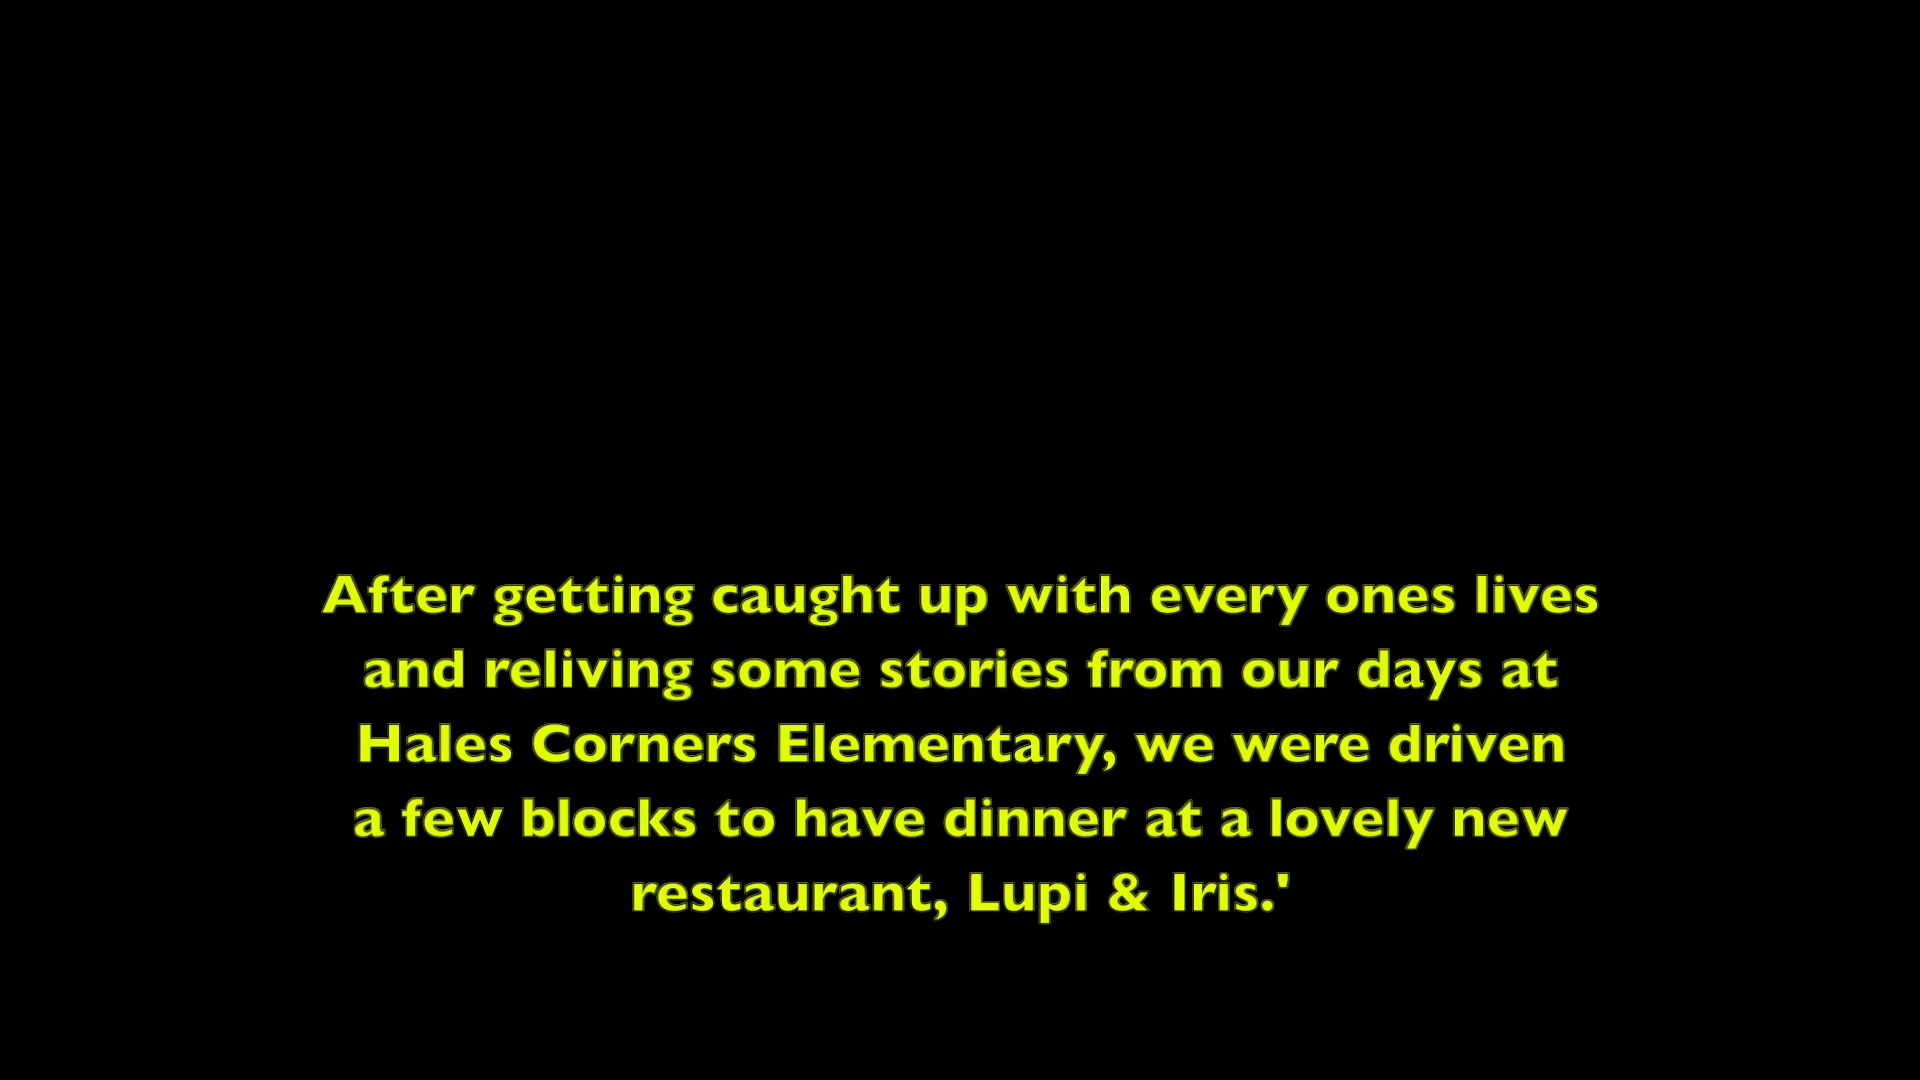 After getting caught up with every ones lives
and reliving some stories from our days at
Hales Corners Elementary, we were driven
a few blocks to have dinner at a lovely new
restaurant, Lupi & Iris.'